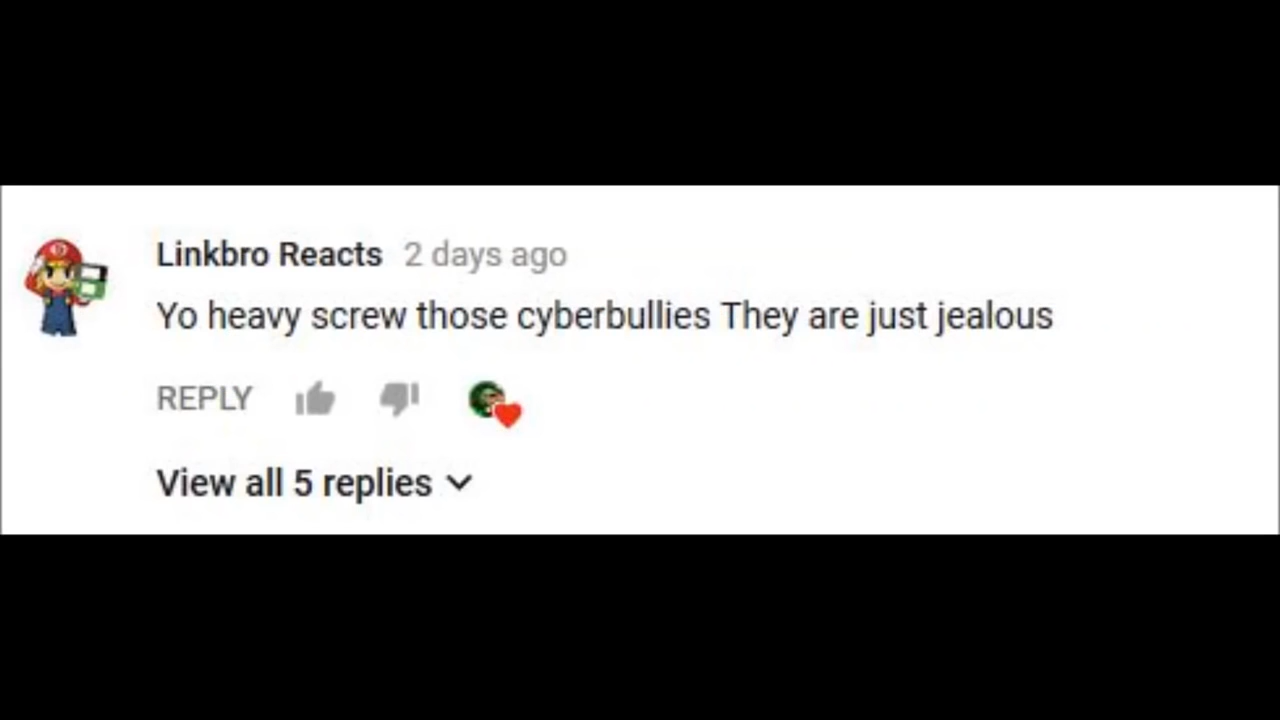 Linkbro Reacts 2 days ago
Yo heavy screw those cyberbullies They are just jealous
REPLY
View all 5 replies